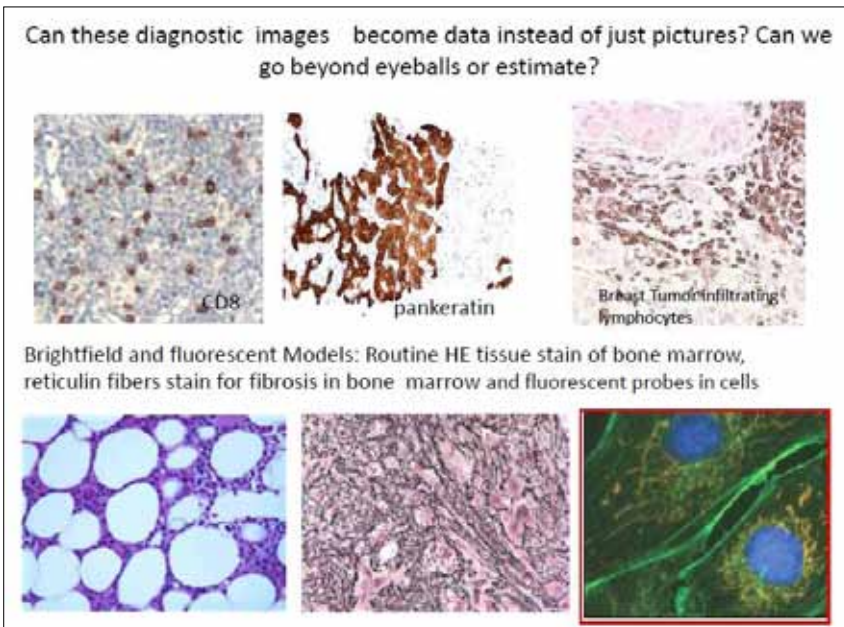 Can these diagnostic images become data instead of just pictures? Can we
go beyond eyeballs or estimate?
CD8
pankeratin
Breast Tumor infiltrating
lymphocytes
Brightfield and fluorescent Models: Routine HE tissue stain of bone marrow,
reticulin fibers stain for fibrosis in bone marrow and fluorescent probes in cells